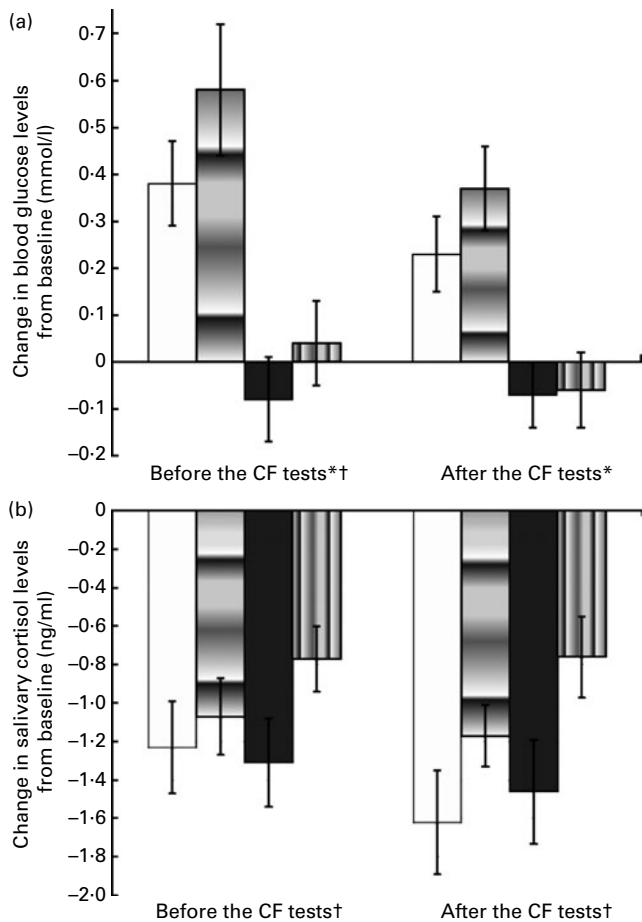 (a)
0·7
0·6
0·5
0·4
0·3
0·2
0·1
0
−0·1
−0·2
Change in blood glucose levels
from baseline (mmol/l)
Before the CF tests*†
After the CF tests*
(b)
0
−0·2
−0·4
−0·6
−0·8
−1·0
−1·2
−1·4
−1·6
−1·8
−2·0
Change in salivary cortisol levels
from baseline (ng/ml)
Before the CF tests†
After the CF tests†